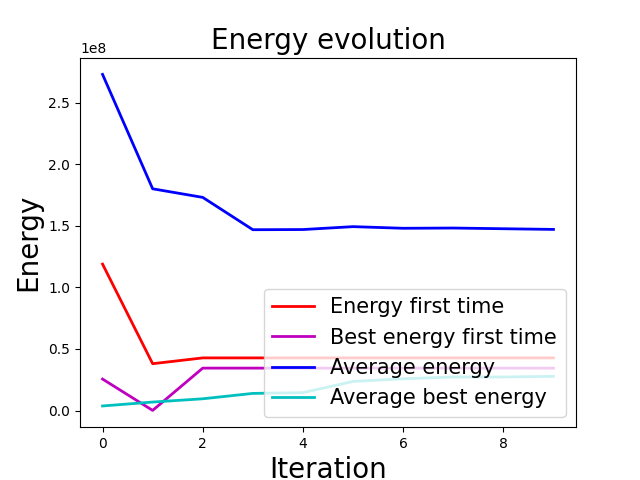 Energy evolution
1e8
2.5
2.0
1.5
1.0
0.5
0.0
Energy
Energy first time
Best energy first time
Average energy
Average best energy
0 2 4 6 8
Iteration